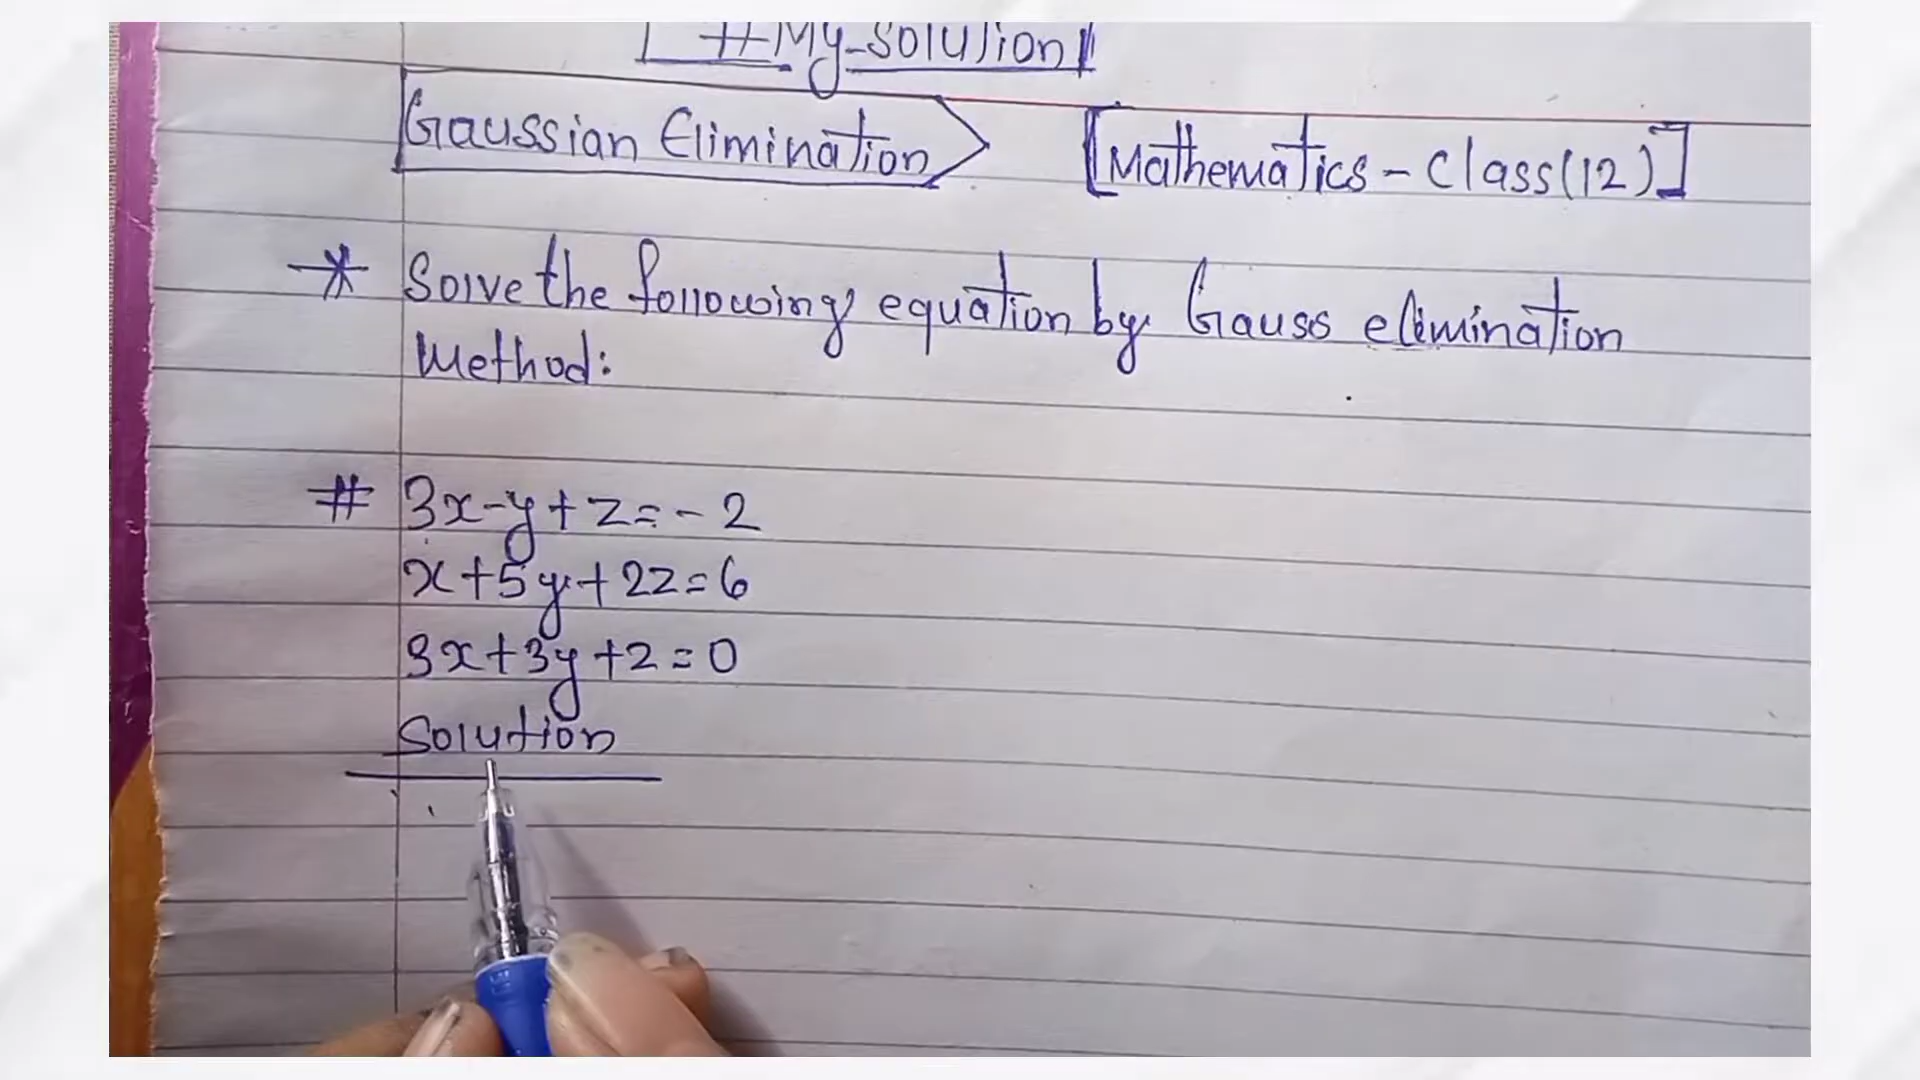 #My-solution
Gaussian Elimination
[Mathematics - Class(12)]
* Solve the following equation by Gauss elimination
Method:
# 3x-y+z=-2
x+5y+2z=6
3x+3y+z=0
Solution